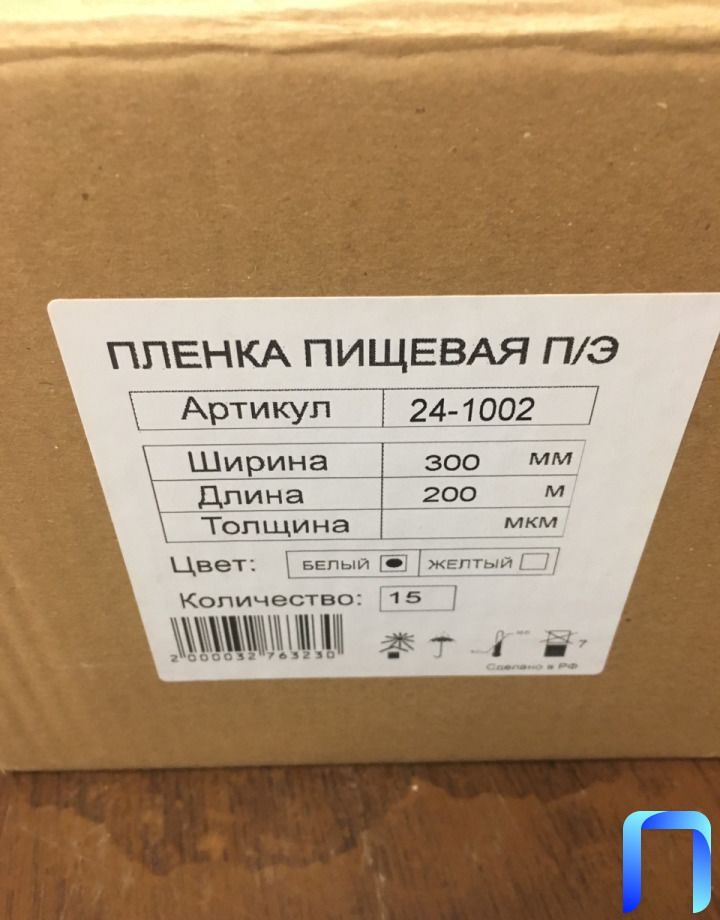 ПЛЕНКА ПИЩЕВАЯ П/Э
Артикул 24-1002
Ширина 300 мм
Длина 200 м
Толщина мкм
Цвет: БЕЛЫЙ ЖЕЛТЫЙ
Количество: 15
2 000032 763230
7
Сделано в РФ